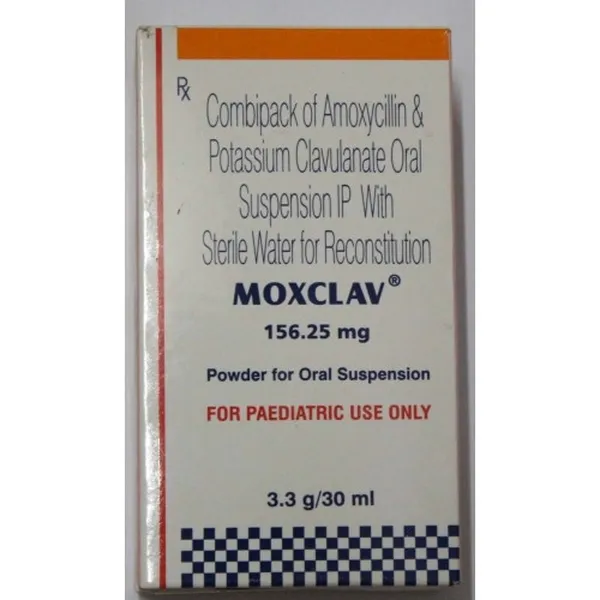 Rx
Combipack of Amoxycillin &
Potassium Clavulanate Oral
Suspension IP With
Sterile Water for Reconstitution
MOXCLAV®
156.25 mg
Powder for Oral Suspension
FOR PAEDIATRIC USE ONLY
3.3 g/30 ml